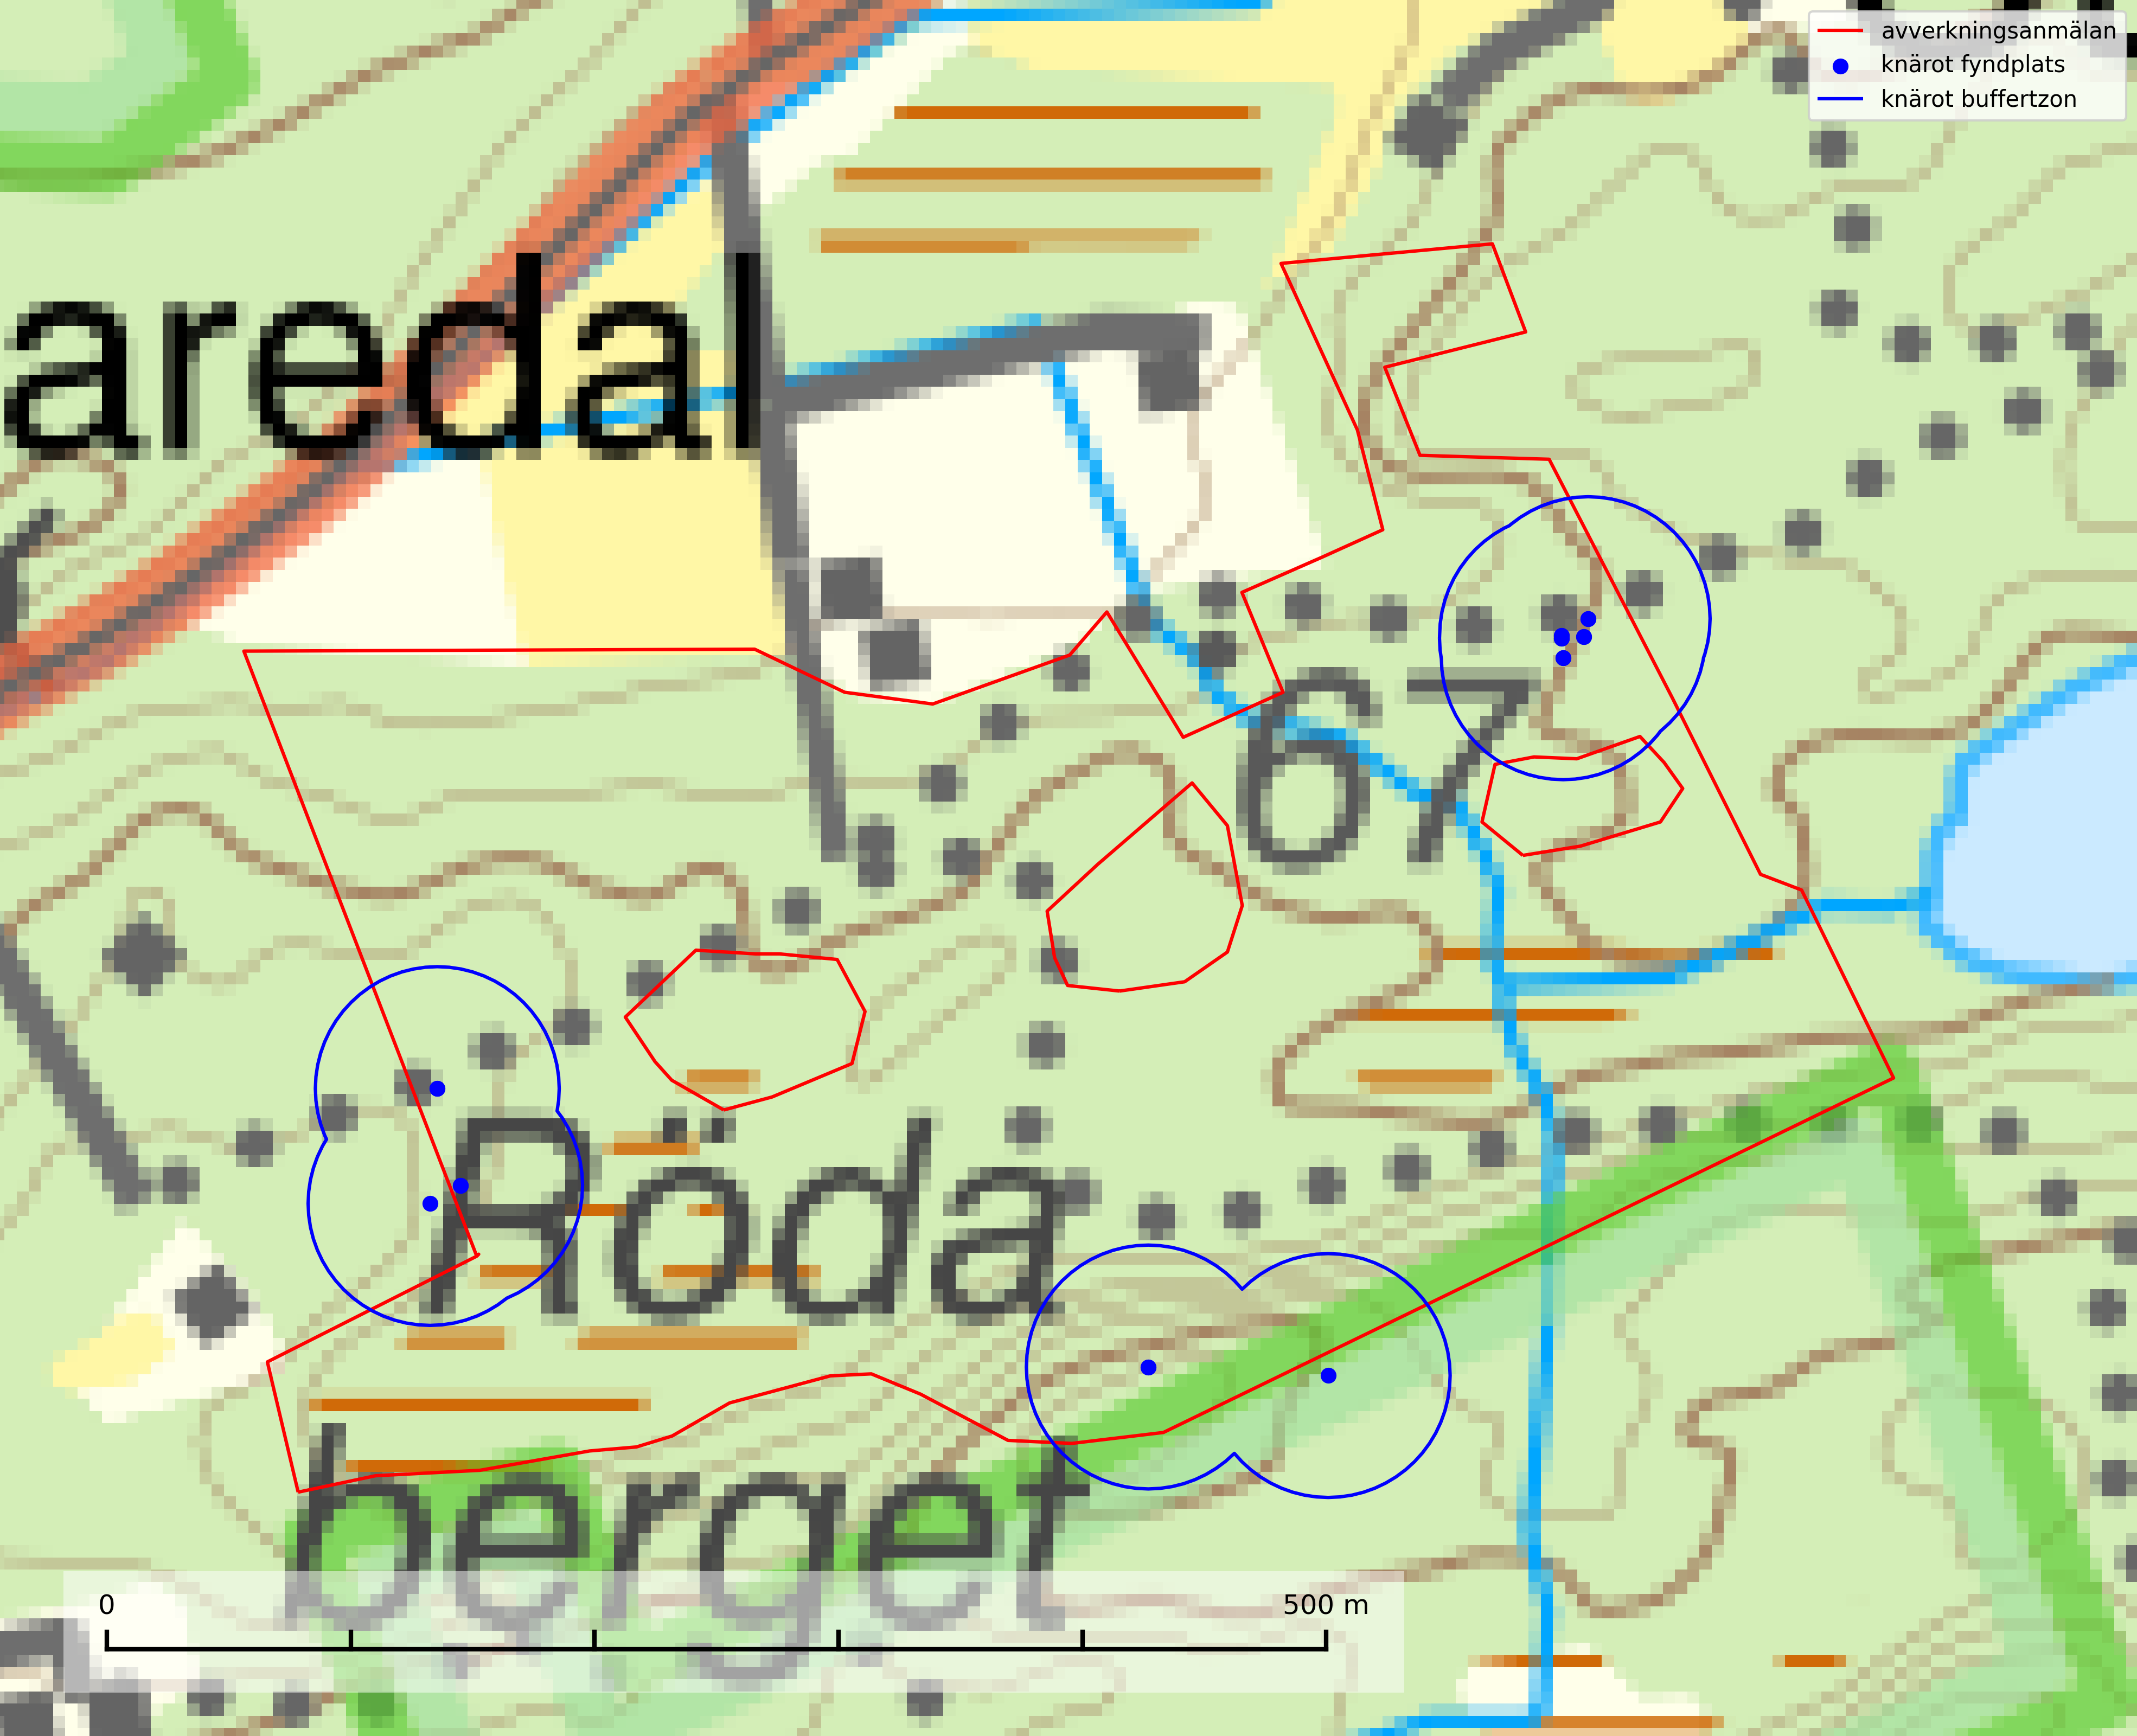 avverkningsanmälan
knärot fyndplats
knärot buffertzon
aredal
67
Röda
berget
0 500 m